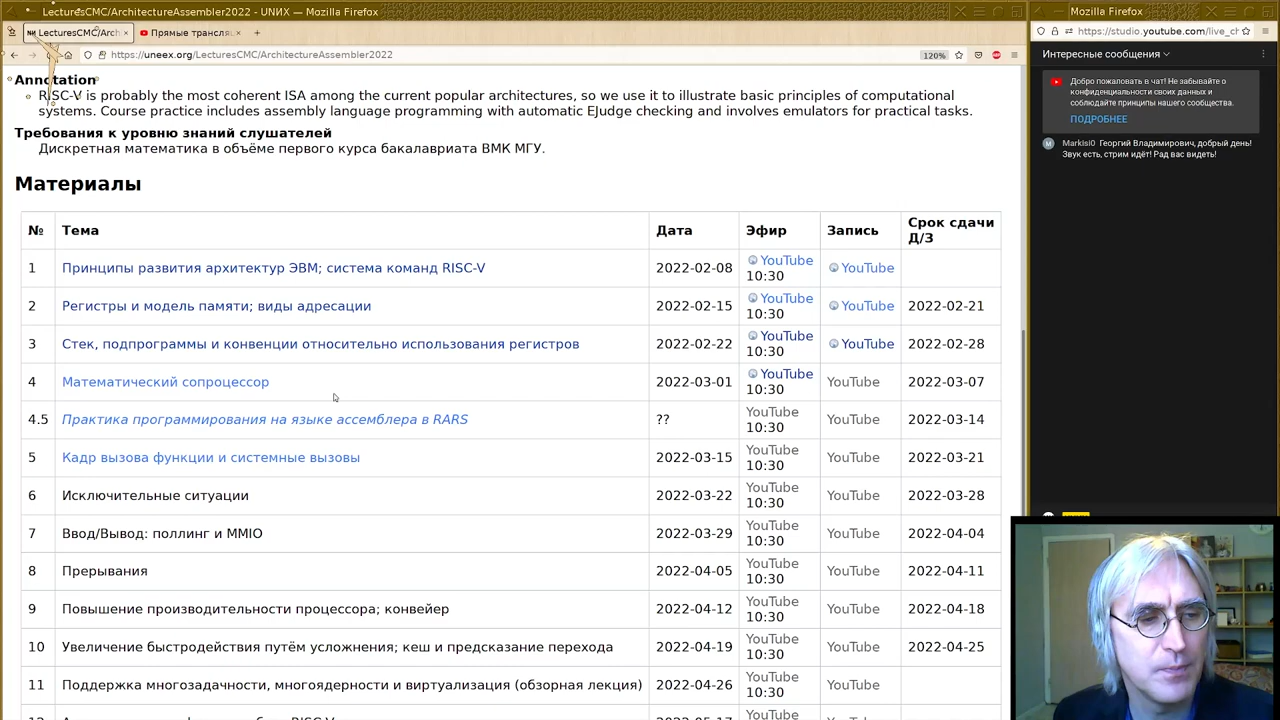 LecturesCMC/ArchitectureAssembler2022 - UNИX — Mozilla Firefox
LecturesCMC/Arch
Прямые трансля
https://uneex.org/LecturesCMC/ArchitectureAssembler2022
120%
Annotation
RISC-V is probably the most coherent ISA among the current popular architectures, so we use it to illustrate basic principles of computational
systems. Course practice includes assembly language programming with automatic EJudge checking and involves emulators for practical tasks.
Требования к уровню знаний слушателей
Дискретная математика в объёме первого курса бакалавриата ВМК МГУ.
Материалы
№ Тема Дата Эфир Запись Срок сдачи
Д/З
1 Принципы развития архитектур ЭВМ; система команд RISC-V 2022-02-08 YouTube
10:30 YouTube
2 Регистры и модель памяти; виды адресации 2022-02-15 YouTube
10:30 YouTube 2022-02-21
3 Стек, подпрограммы и конвенции относительно использования регистров 2022-02-22 YouTube
10:30 YouTube 2022-02-28
4 Математический сопроцессор 2022-03-01 YouTube
10:30 YouTube 2022-03-07
4.5 Практика программирования на языке ассемблера в RARS ?? YouTube
10:30 YouTube 2022-03-14
5 Кадр вызова функции и системные вызовы 2022-03-15 YouTube
10:30 YouTube 2022-03-21
6 Исключительные ситуации 2022-03-22 YouTube
10:30 YouTube 2022-03-28
7 Ввод/Вывод: поллинг и MMIO 2022-03-29 YouTube
10:30 YouTube 2022-04-04
8 Прерывания 2022-04-05 YouTube
10:30 YouTube 2022-04-11
9 Повышение производительности процессора; конвейер 2022-04-12 YouTube
10:30 YouTube 2022-04-18
10 Увеличение быстродействия путём усложнения; кеш и предсказание перехода 2022-04-19 YouTube
10:30 YouTube 2022-04-25
11 Поддержка многозадачности, многоядерности и виртуализация (обзорная лекция) 2022-04-26 YouTube
10:30 YouTube
YouTube
Mozilla Firefox
https://studio.youtube.com/live_ch
Интересные сообщения
Добро пожаловать в чат! Не забывайте о
конфиденциальности своих данных и
соблюдайте принципы нашего сообщества.
ПОДРОБНЕЕ
Markisi0 Георгий Владимирович, добрый день!
Звук есть, стрим идёт! Рад вас видеть!